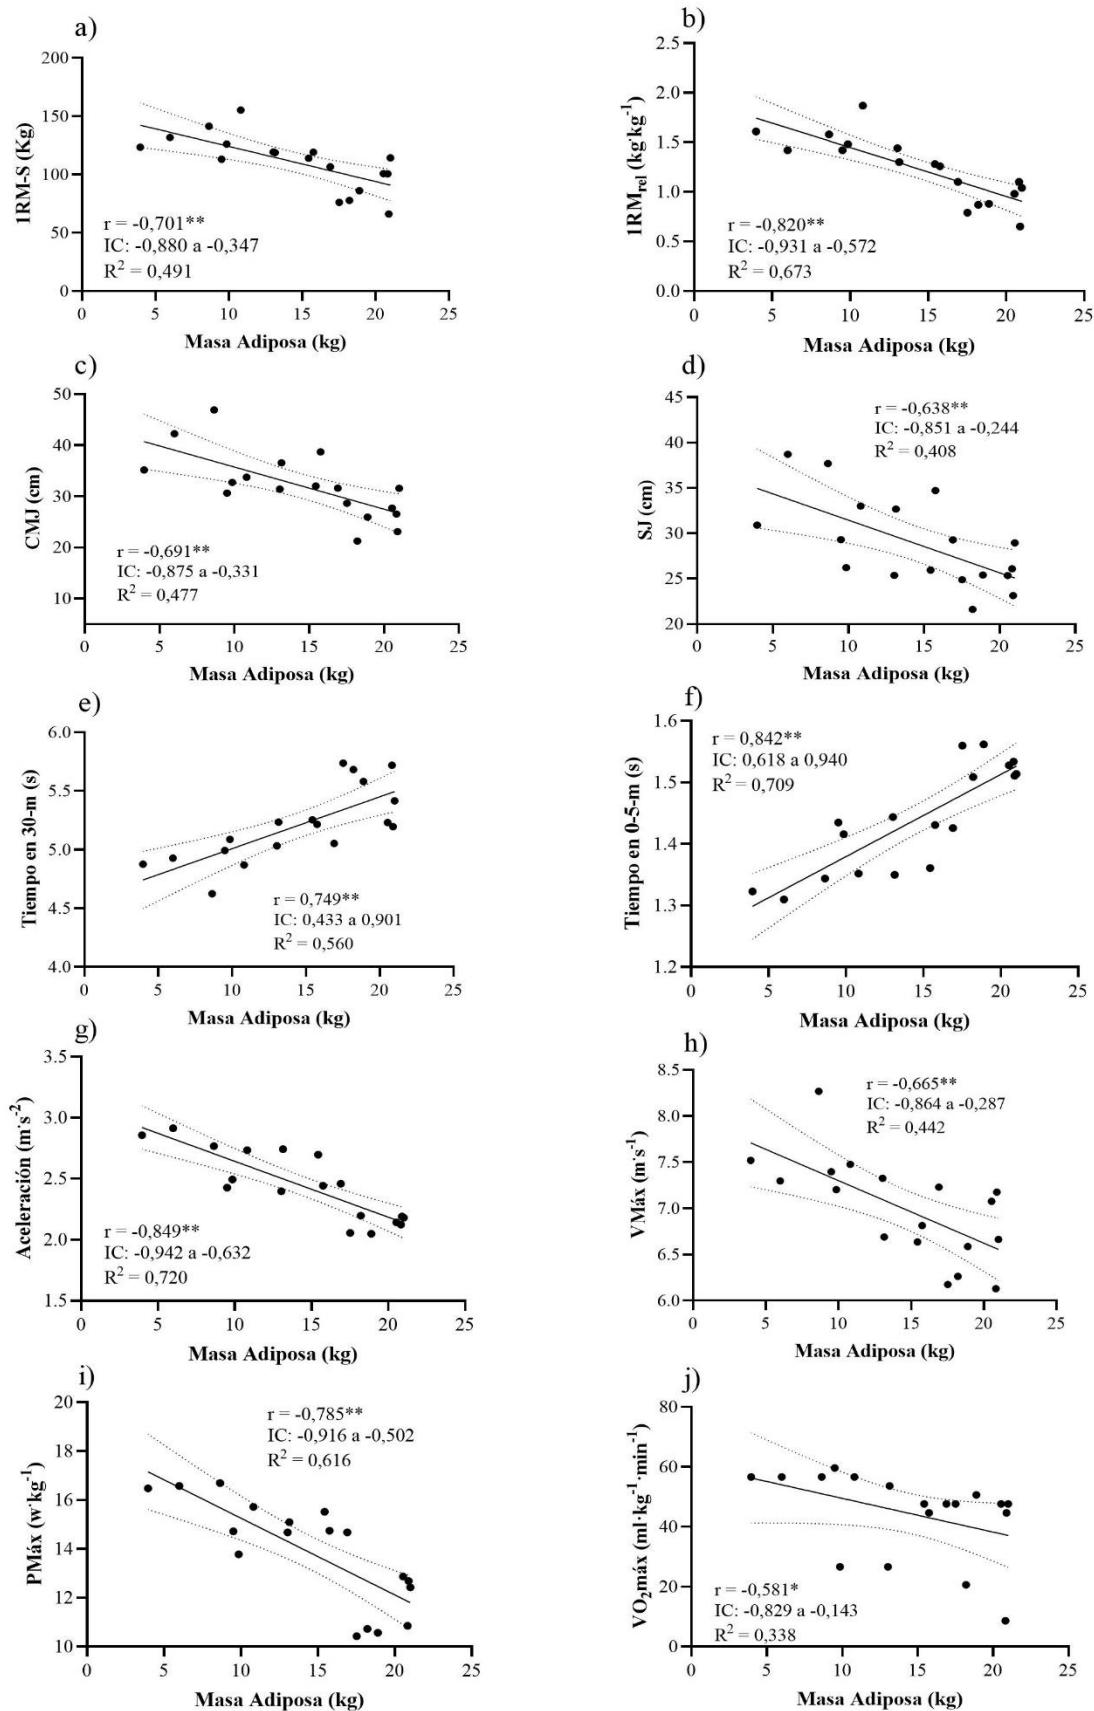 a)
200
150
100
50
0
1RM-S (Kg)
r = -0,701**
IC: -0,880 a -0,347
R² = 0,491
0 5 10 15 20 25
Masa Adiposa (kg)
b)
2.5
2.0
1.5
1.0
0.5
0.0
1RMrel (kg·kg⁻¹)
r = -0,820**
IC: -0,931 a -0,572
R² = 0,673
0 5 10 15 20 25
Masa Adiposa (kg)
c)
50
40
30
20
10
CMJ (cm)
r = -0,691**
IC: -0,875 a -0,331
R² = 0,477
0 5 10 15 20 25
Masa Adiposa (kg)
d)
45
40
35
30
25
20
SJ (cm)
r = -0,638**
IC: -0,851 a -0,244
R² = 0,408
0 5 10 15 20 25
Masa Adiposa (kg)
e)
6.0
5.5
5.0
4.5
4.0
Tiempo en 30-m (s)
r = 0,749**
IC: 0,433 a 0,901
R² = 0,560
0 5 10 15 20 25
Masa Adiposa (kg)
f)
1.6
1.5
1.4
1.3
1.2
Tiempo en 0-5-m (s)
r = 0,842**
IC: 0,618 a 0,940
R² = 0,709
0 5 10 15 20 25
Masa Adiposa (kg)
g)
3.5
3.0
2.5
2.0
1.5
Aceleración (m·s⁻²)
r = -0,849**
IC: -0,942 a -0,632
R² = 0,720
0 5 10 15 20 25
Masa Adiposa (kg)
h)
8.5
8.0
7.5
7.0
6.5
6.0
VMáx (m·s⁻¹)
r = -0,665**
IC: -0,864 a -0,287
R² = 0,442
0 5 10 15 20 25
Masa Adiposa (kg)
i)
20
18
16
14
12
10
PMáx (w·kg⁻¹)
r = -0,785**
IC: -0,916 a -0,502
R² = 0,616
0 5 10 15 20 25
Masa Adiposa (kg)
j)
80
60
40
20
0
VO₂máx (ml·kg⁻¹·min⁻¹)
r = -0,581*
IC: -0,829 a -0,143
R² = 0,338
0 5 10 15 20 25
Masa Adiposa (kg)